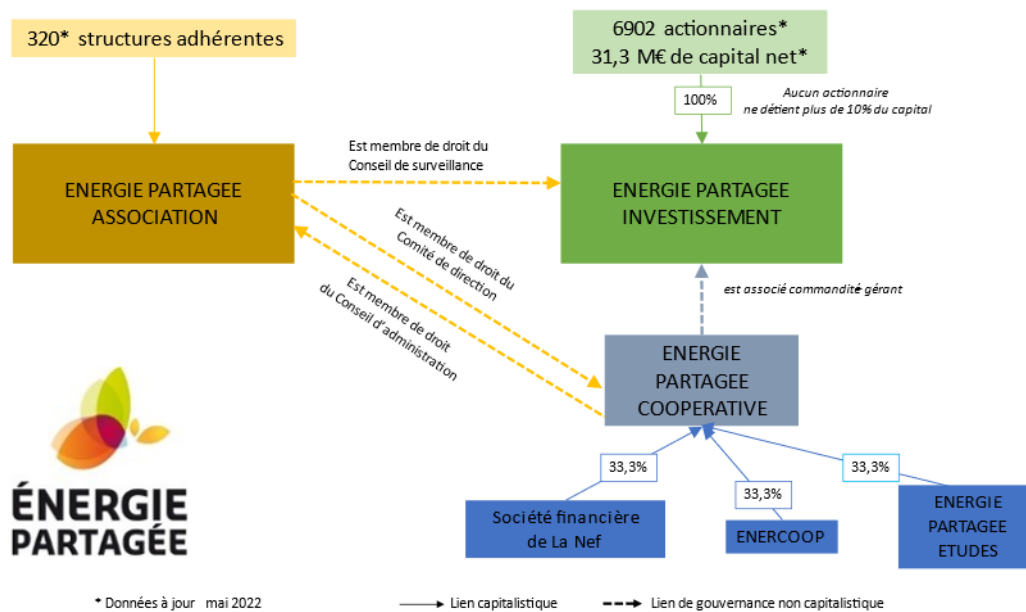 320* structures adhérentes
6902 actionnaires*
31,3 M€ de capital net*
100%
Aucun actionnaire
ne détient plus de 10% du capital
ENERGIE PARTAGEE
ASSOCIATION
Est membre de droit du
Conseil de surveillance
ENERGIE PARTAGEE
INVESTISSEMENT
Est membre de droit du
Comité de direction
Est membre de droit
du Conseil d'administration
est associé commandité gérant
ENERGIE
PARTAGEE
COOPERATIVE
33,3%
33,3%
33,3%
Société financière
de La Nef
ENERCOOP
ENERGIE
PARTAGEE
ETUDES
ÉNERGIE
PARTAGÉE
* Données à jour mai 2022
Lien capitalistique
Lien de gouvernance non capitalistique